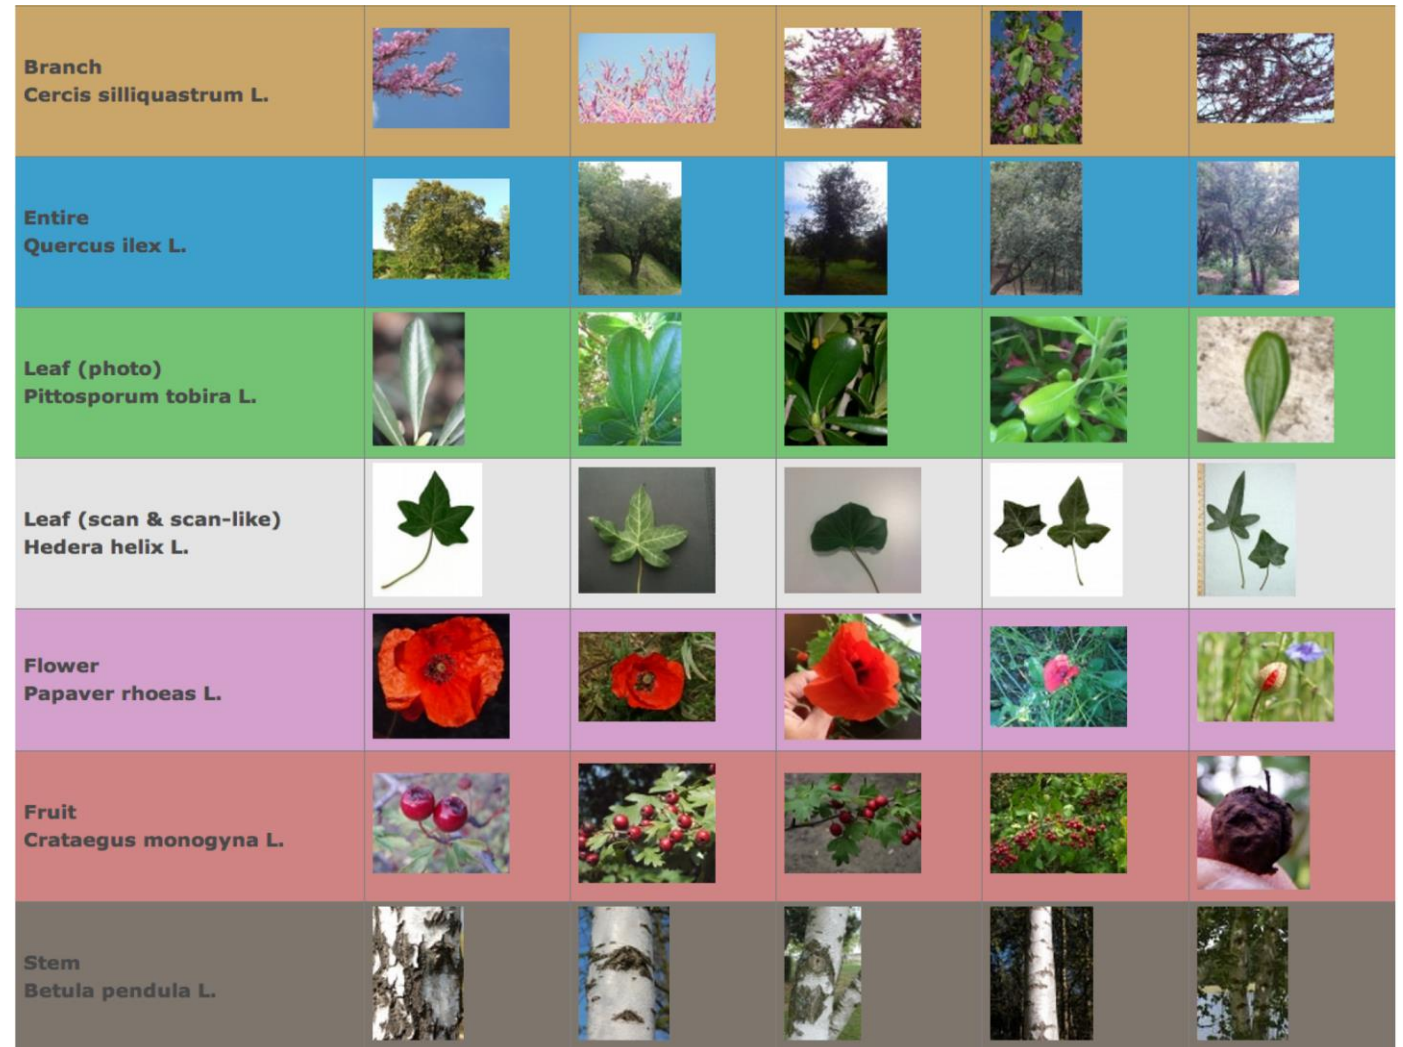 Branch
Cercis silliquastrum L.
Entire
Quercus ilex L.
Leaf (photo)
Pittosporum tobira L.
Leaf (scan & scan-like)
Hedera helix L.
Flower
Papaver rhoeas L.
Fruit
Crataegus monogyna L.
Stem
Betula pendula L.